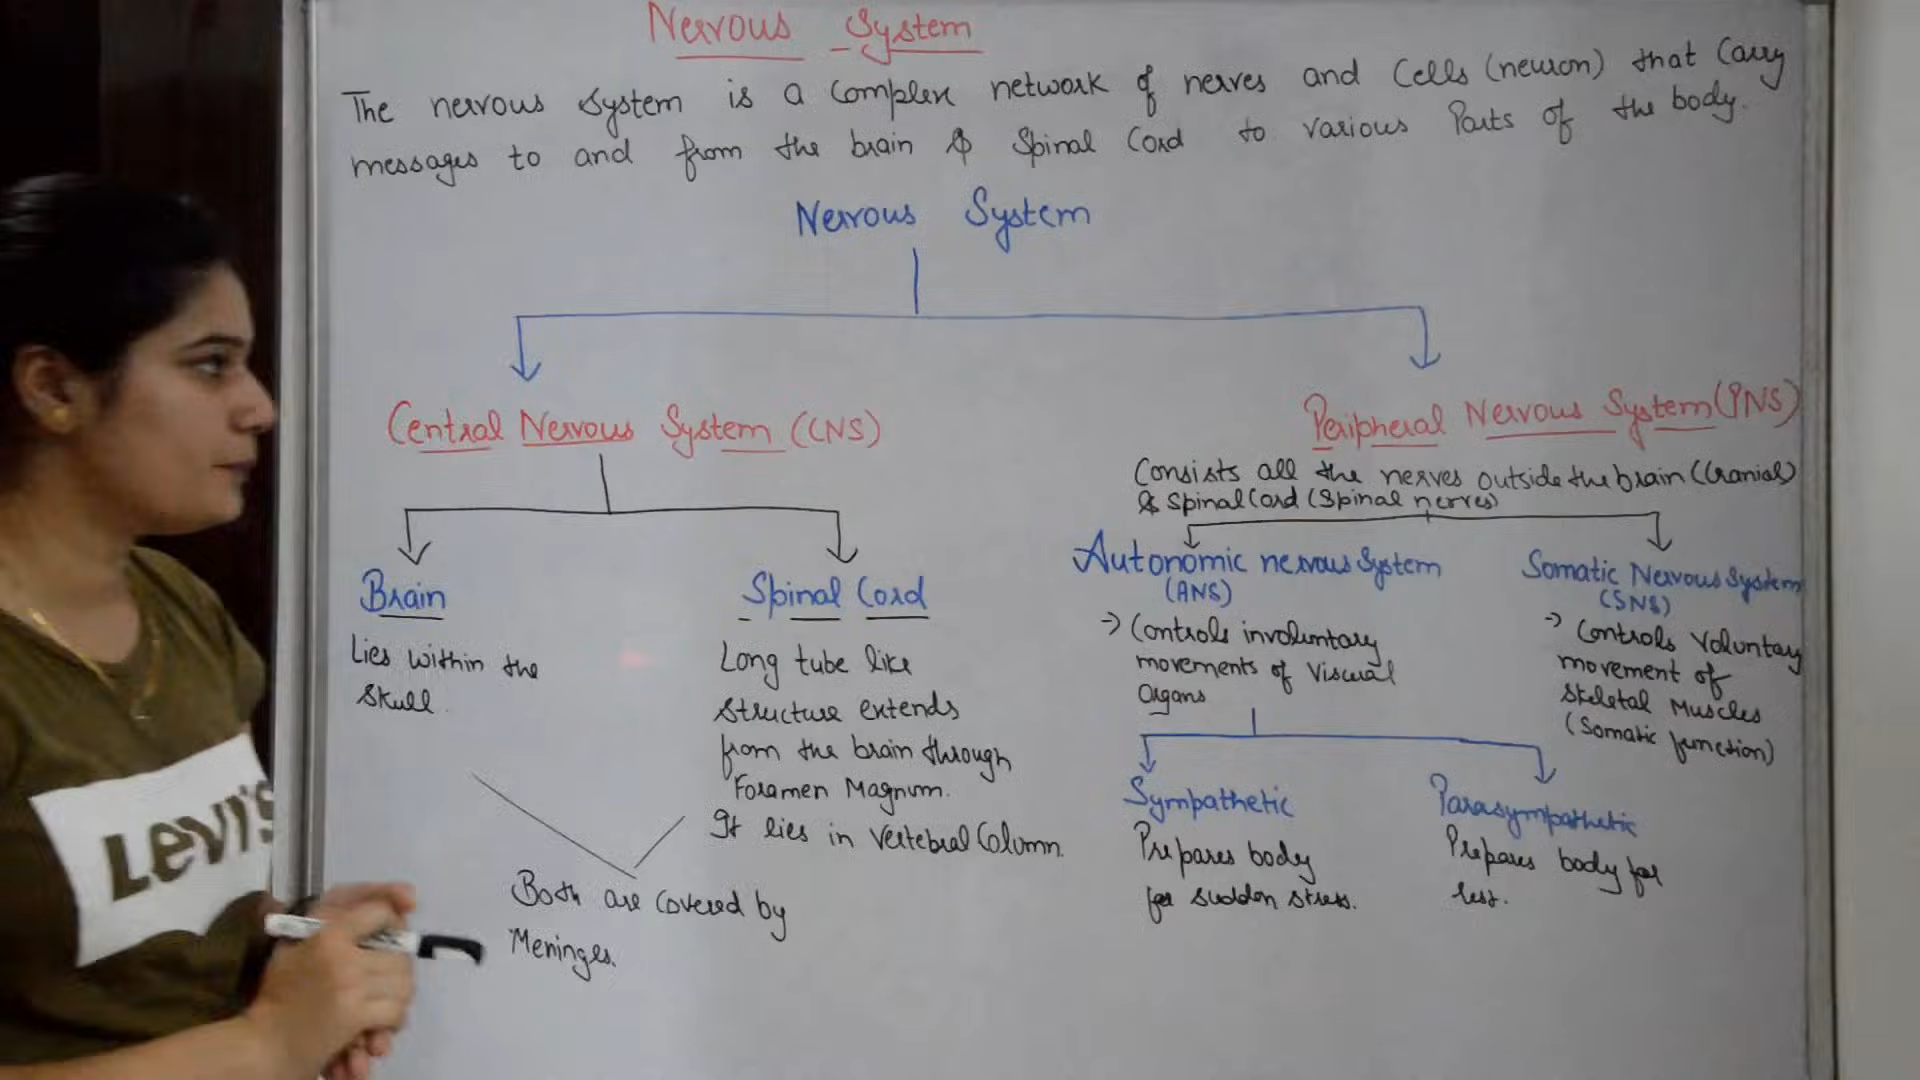 Nervous System
The nervous System is a Complex network of nerves and Cells (neuron) that Carry
messages to and from the brain & Spinal Cord to various Parts of the body.
Nervous System
Central Nervous System (CNS)
Brain
Lies within the
Skull.
Spinal Cord
Long tube like
Structure extends
from the brain through
Foramen Magnum.
It lies in Vertebral Column.
Both are Covered by
Meninges.
Peripheral Nervous System (PNS)
Consists all the nerves outside the brain (Cranial)
& Spinal Cord (Spinal nerves)
Autonomic nervous System
(ANS)
→ Controls involuntary
movements of Visceral
Organs
Somatic Nervous System
(SNS)
→ Controls Voluntary
movement of
Skeletal Muscles
(Somatic function)
Sympathetic
Prepares body
for sudden stress.
Parasympathetic
Prepares body for
LEVI'S